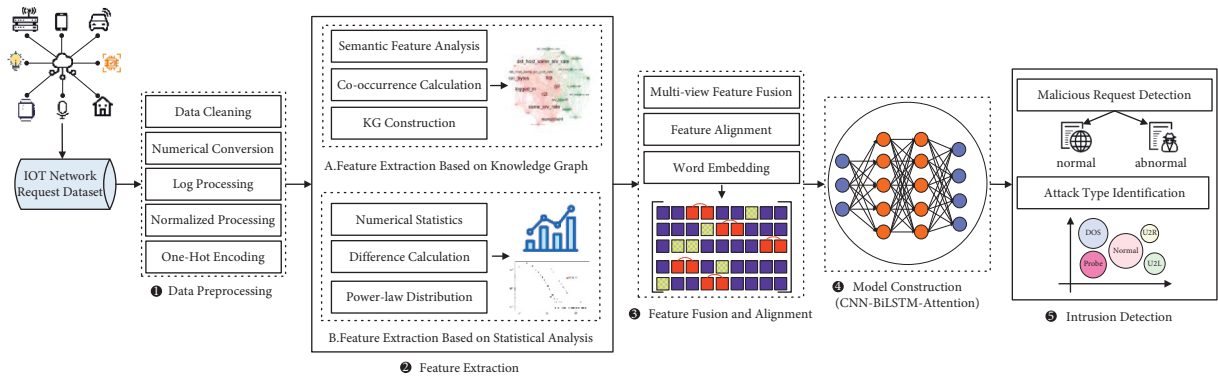 IOT Network
Request Dataset
Data Cleaning
Numerical Conversion
Log Processing
Normalized Processing
One-Hot Encoding
❶ Data Preprocessing
Semantic Feature Analysis
Co-occurrence Calculation
KG Construction
A.Feature Extraction Based on Knowledge Graph
Numerical Statistics
Difference Calculation
Power-law Distribution
B.Feature Extraction Based on Statistical Analysis
❷ Feature Extraction
Multi-view Feature Fusion
Feature Alignment
Word Embedding
❸ Feature Fusion and Alignment
❹ Model Construction
(CNN-BiLSTM-Attention)
Malicious Request Detection
normal
abnormal
Attack Type Identification
DOS
U2R
Normal
Probe
U2L
❺ Intrusion Detection